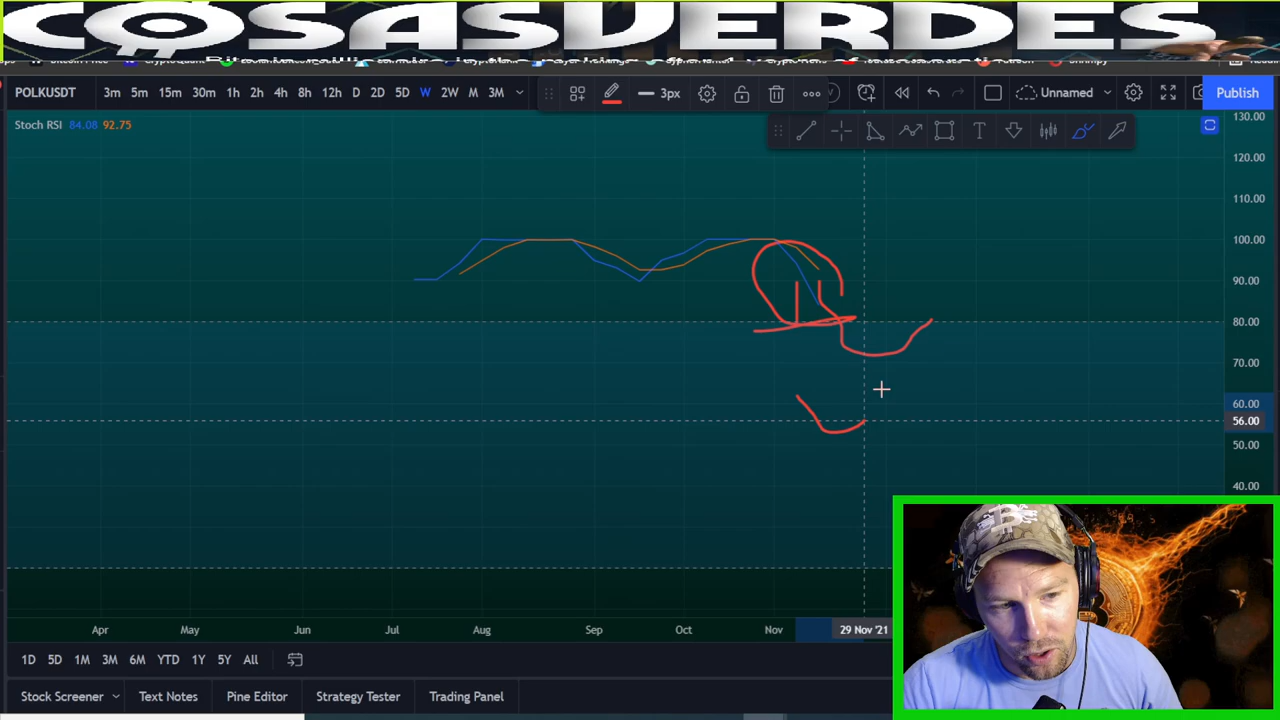 COSASVERDES
POLKUSDT 3m 5m 15m 30m 1h 2h 4h 8h 12h D 2D 5D W 2W M 3M 3px Unnamed Publish
Stoch RSI 84.08 92.75
130.00
120.00
110.00
100.00
90.00
80.00
70.00
60.00
56.00
50.00
40.00
Apr May Jun Jul Aug Sep Oct Nov 29 Nov '21
1D 5D 1M 3M 6M YTD 1Y 5Y All
Stock Screener Text Notes Pine Editor Strategy Tester Trading Panel